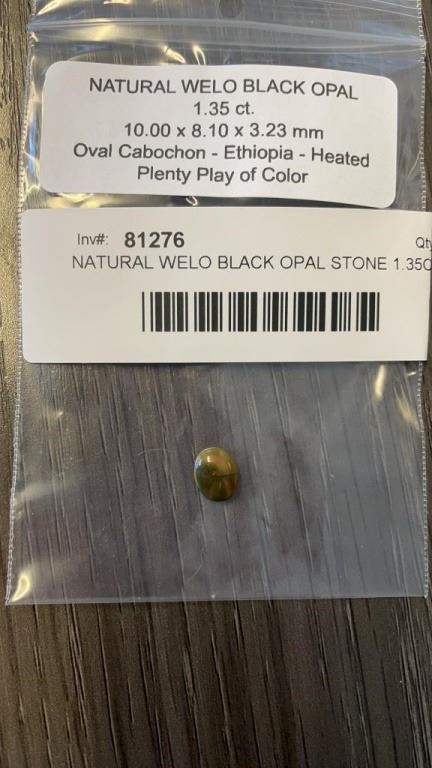 NATURAL WELO BLACK OPAL
1.35 ct.
10.00 x 8.10 x 3.23 mm
Oval Cabochon - Ethiopia - Heated
Plenty Play of Color
Inv#: 81276 Qty
NATURAL WELO BLACK OPAL STONE 1.35C